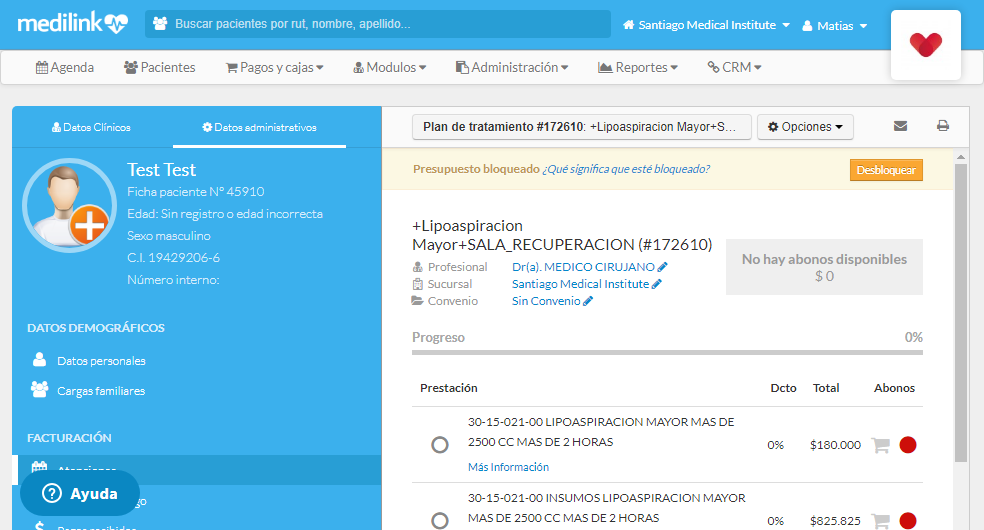 medilink
Buscar pacientes por rut, nombre, apellido...
Santiago Medical Institute
Matias
Agenda
Pacientes
Pagos y cajas
Modulos
Administración
Reportes
CRM
Datos Clínicos
Datos administrativos
Test Test
Ficha paciente N° 45910
Edad: Sin registro o edad incorrecta
Sexo masculino
C.I. 19429206-6
Número interno:
DATOS DEMOGRÁFICOS
Datos personales
Cargas familiares
FACTURACIÓN
Atenciones
go
Pagos recibidos
Ayuda
Plan de tratamiento #172610: +Lipoaspiracion Mayor+S...
Opciones
Presupuesto bloqueado ¿Qué significa que esté bloqueado?
Desbloquear
+Lipoaspiracion
Mayor+SALA_RECUPERACION (#172610)
Profesional Dr(a). MEDICO CIRUJANO
Sucursal Santiago Medical Institute
Convenio Sin Convenio
No hay abonos disponibles
$ 0
Progreso 0%
Prestación Dcto Total Abonos
30-15-021-00 LIPOASPIRACION MAYOR MAS DE
2500 CC MAS DE 2 HORAS
0% $180.000
Más Información
30-15-021-00 INSUMOS LIPOASPIRACION MAYOR
MAS DE 2500 CC MAS DE 2 HORAS
0% $825.825